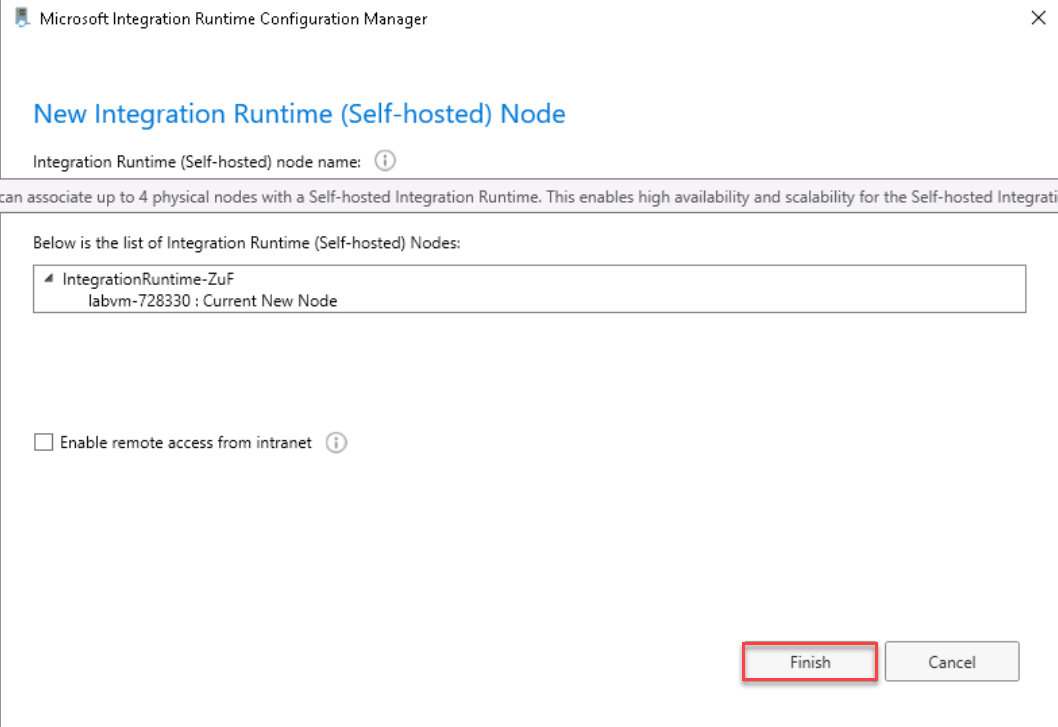 Microsoft Integration Runtime Configuration Manager
New Integration Runtime (Self-hosted) Node
Integration Runtime (Self-hosted) node name:
can associate up to 4 physical nodes with a Self-hosted Integration Runtime. This enables high availability and scalability for the Self-hosted Integrati
Below is the list of Integration Runtime (Self-hosted) Nodes:
IntegrationRuntime-ZuF
labvm-728330 : Current New Node
Enable remote access from intranet
Finish Cancel